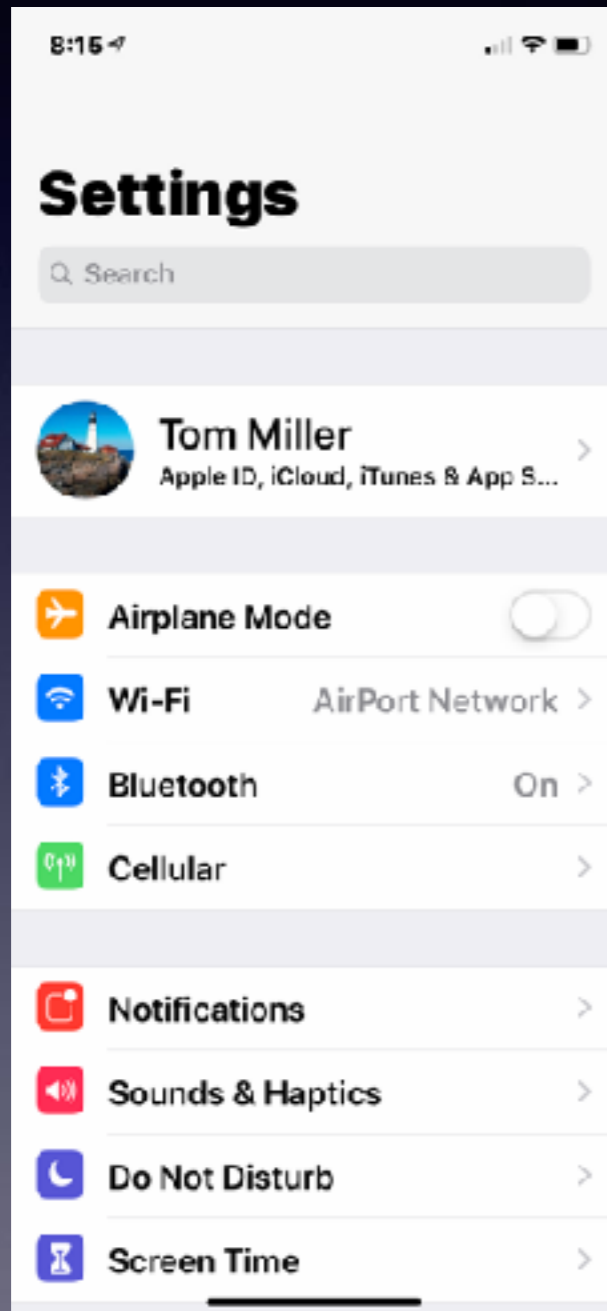 8:15
Settings
Search
Tom Miller
Apple ID, iCloud, iTunes & App S...
Airplane Mode
Wi-Fi AirPort Network
Bluetooth On
Cellular
Notifications
Sounds & Haptics
Do Not Disturb
Screen Time